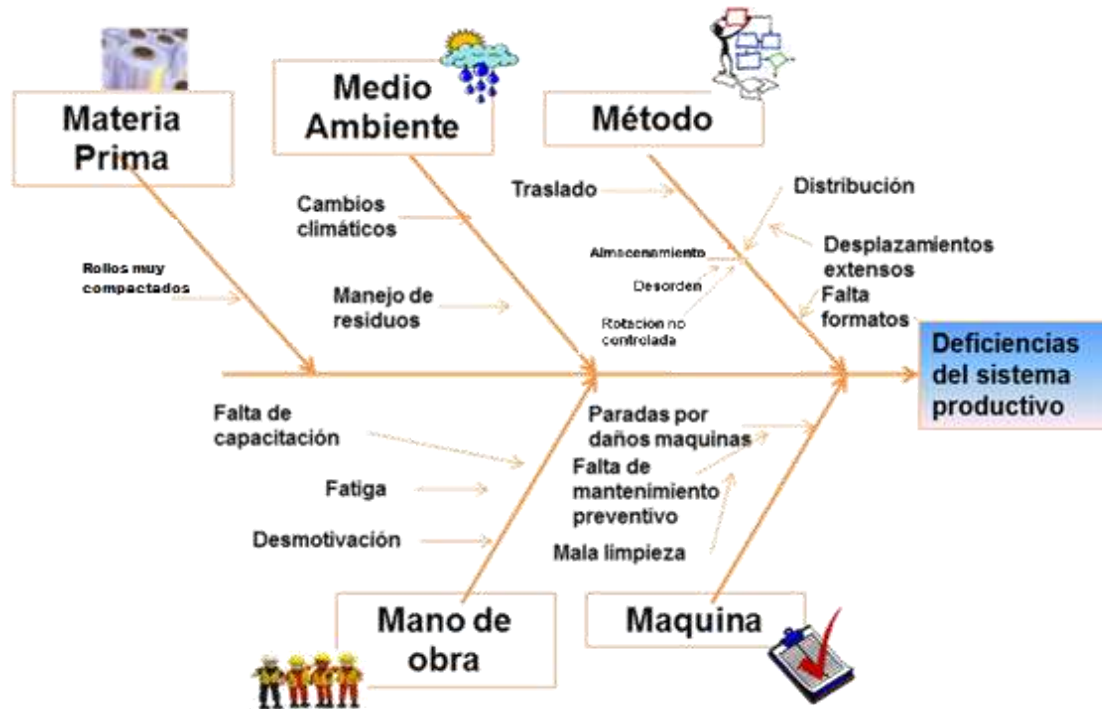 Materia
Prima
Medio
Ambiente
Método
Traslado
Distribución
Cambios
climáticos
Almacenamiento
Desplazamientos
extensos
Rollos muy
compactados
Desorden
Manejo de
residuos
Falta
formatos
Rotación no
controlada
Deficiencias
del sistema
productivo
Falta de
capacitación
Paradas por
daños maquinas
Fatiga
Falta de
mantenimiento
preventivo
Desmotivación
Mala limpieza
Mano de
obra
Maquina